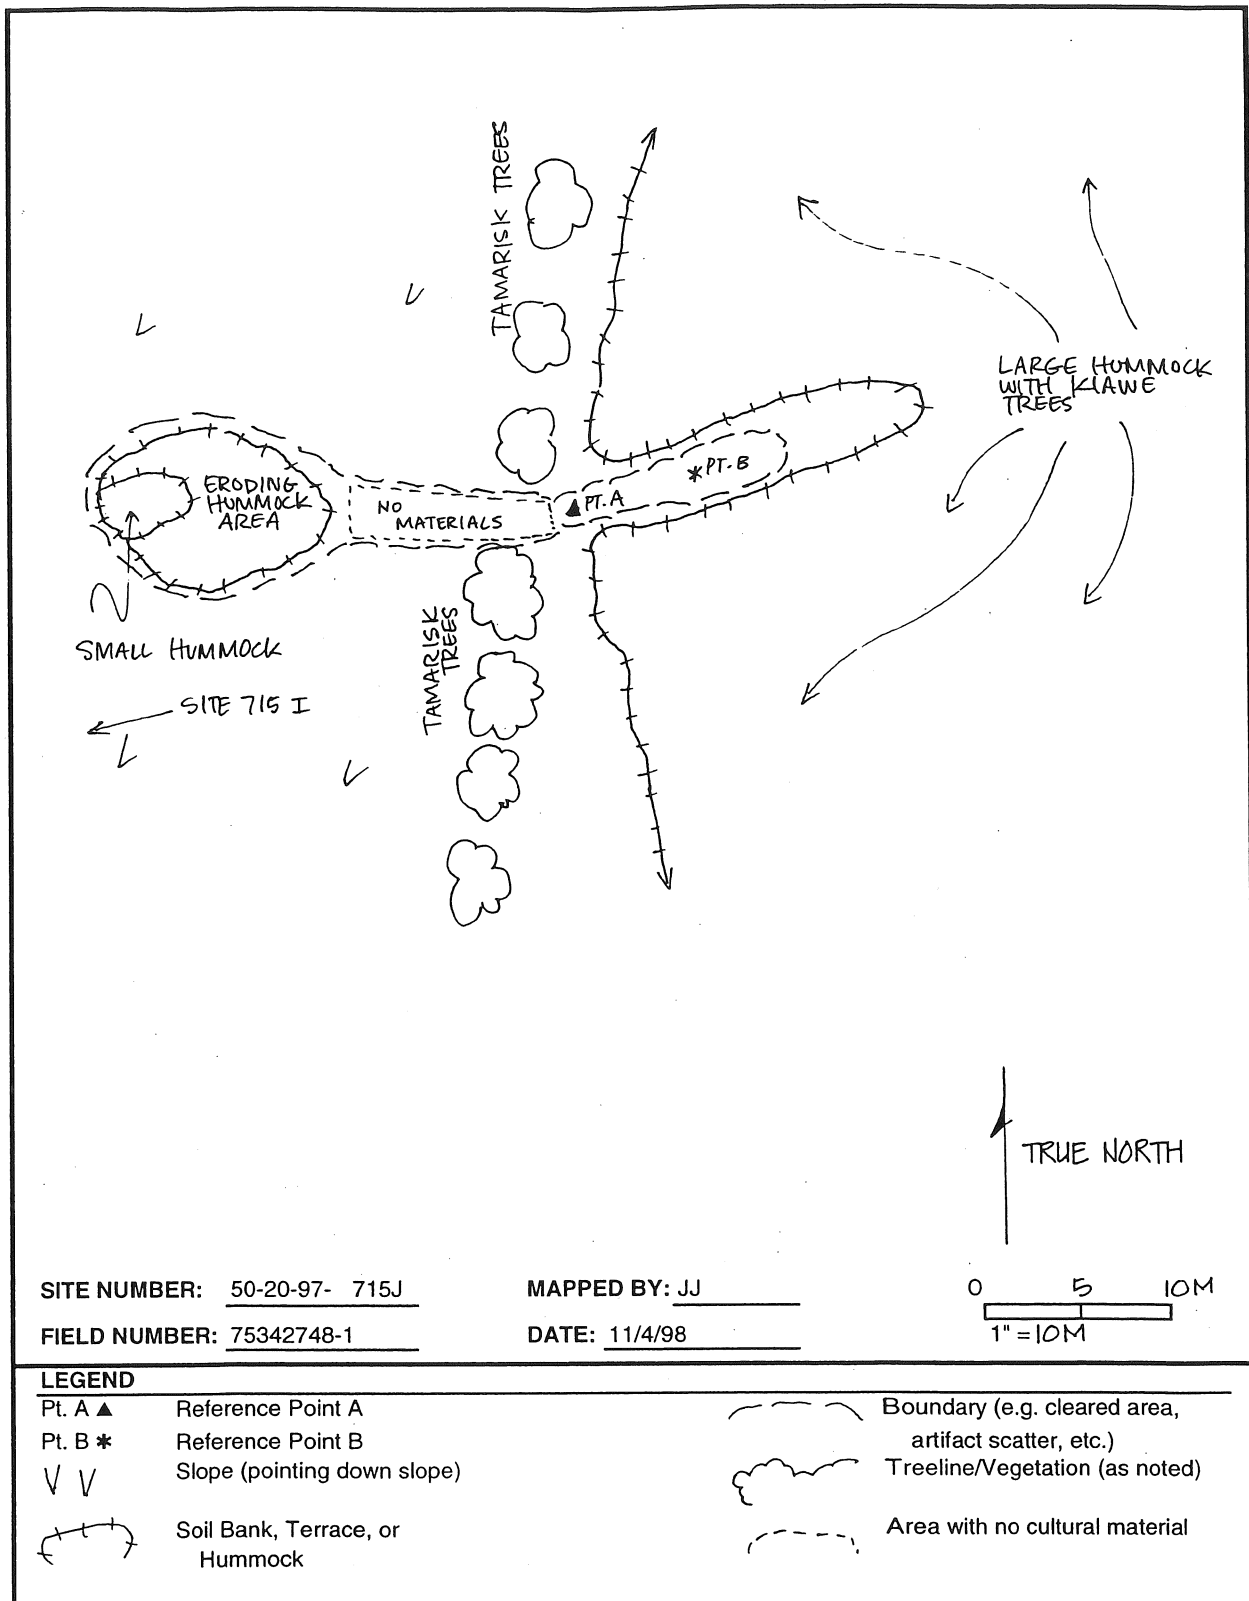 TAMARISK TREES
LARGE HUMMOCK
WITH KIAWE
TREES
PT. B
ERODING
HUMMOCK
AREA
PT. A
NO
MATERIALS
SMALL HUMMOCK
TAMARISK
TREES
SITE 715 I
TRUE NORTH
SITE NUMBER: 50-20-97- 715J
MAPPED BY: JJ
0 5 10M
FIELD NUMBER: 75342748-1
DATE: 11/4/98
1" = 10M
LEGEND
Pt. A ▲ Reference Point A
Pt. B * Reference Point B
Slope (pointing down slope)
Soil Bank, Terrace, or
Hummock
Boundary (e.g. cleared area,
artifact scatter, etc.)
Treeline/Vegetation (as noted)
Area with no cultural material